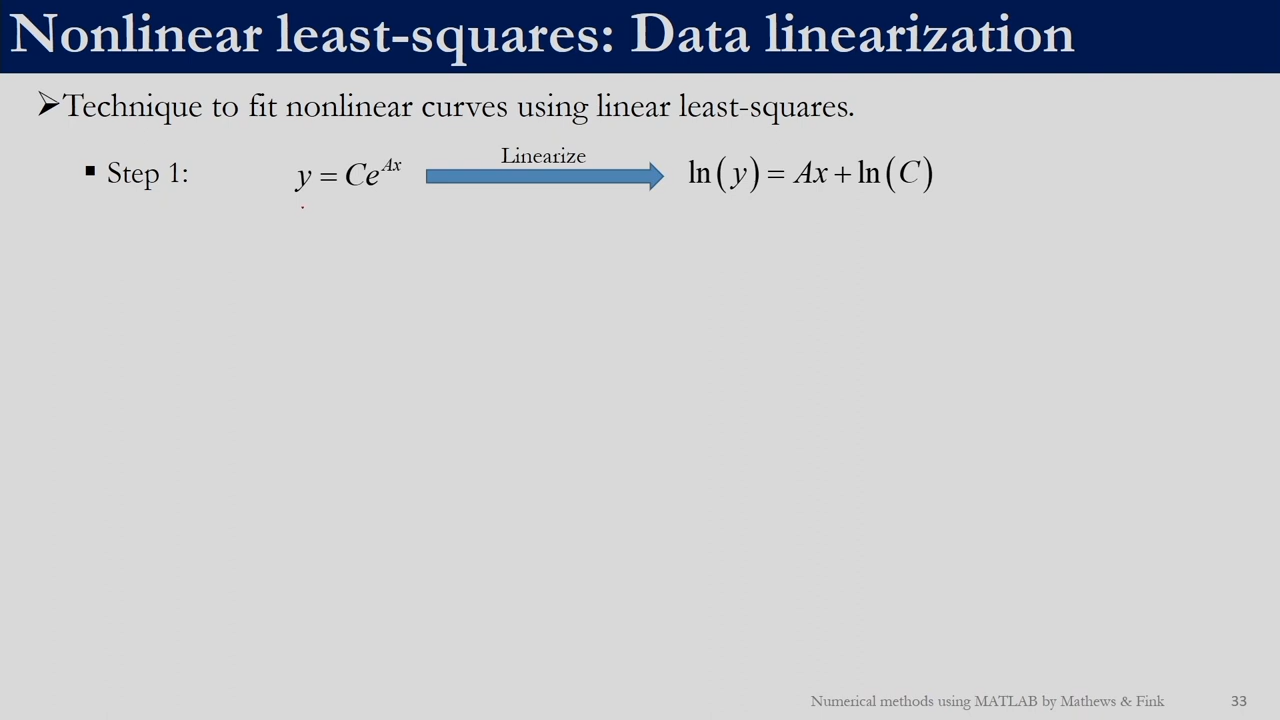 Nonlinear least-squares: Data linearization
➢Technique to fit nonlinear curves using linear least-squares.
▪ Step 1: y = Ce^{Ax} Linearize ln(y) = Ax + ln(C)
Numerical methods using MATLAB by Mathews & Fink 33